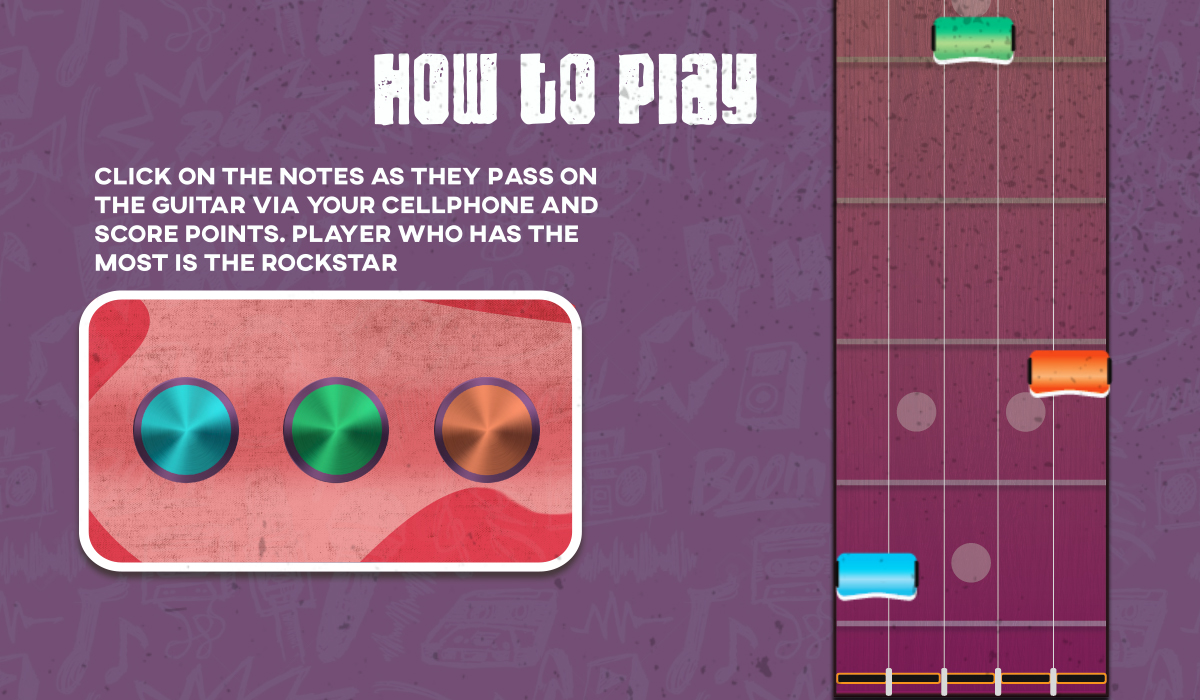 How to Play
CLICK ON THE NOTES AS THEY PASS ON
THE GUITAR VIA YOUR CELLPHONE AND
SCORE POINTS. PLAYER WHO HAS THE
MOST IS THE ROCKSTAR
BOOM